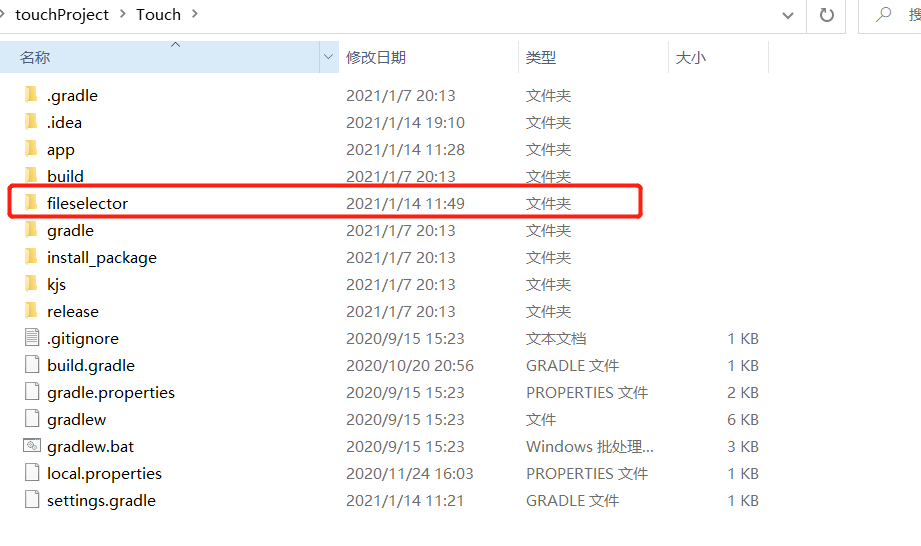 touchProject > Touch >
搜
名称 修改日期 类型 大小
.gradle 2021/1/7 20:13 文件夹
.idea 2021/1/14 19:10 文件夹
app 2021/1/14 11:28 文件夹
build 2021/1/7 20:13 文件夹
fileselector 2021/1/14 11:49 文件夹
gradle 2021/1/7 20:13 文件夹
install_package 2021/1/7 20:13 文件夹
kjs 2021/1/7 20:13 文件夹
release 2021/1/7 20:13 文件夹
.gitignore 2020/9/15 15:23 文本文档 1 KB
build.gradle 2020/10/20 20:56 GRADLE 文件 1 KB
gradle.properties 2020/9/15 15:23 PROPERTIES 文件 2 KB
gradlew 2020/9/15 15:23 文件 6 KB
gradlew.bat 2020/9/15 15:23 Windows 批处理... 3 KB
local.properties 2020/11/24 16:03 PROPERTIES 文件 1 KB
settings.gradle 2021/1/14 11:21 GRADLE 文件 1 KB